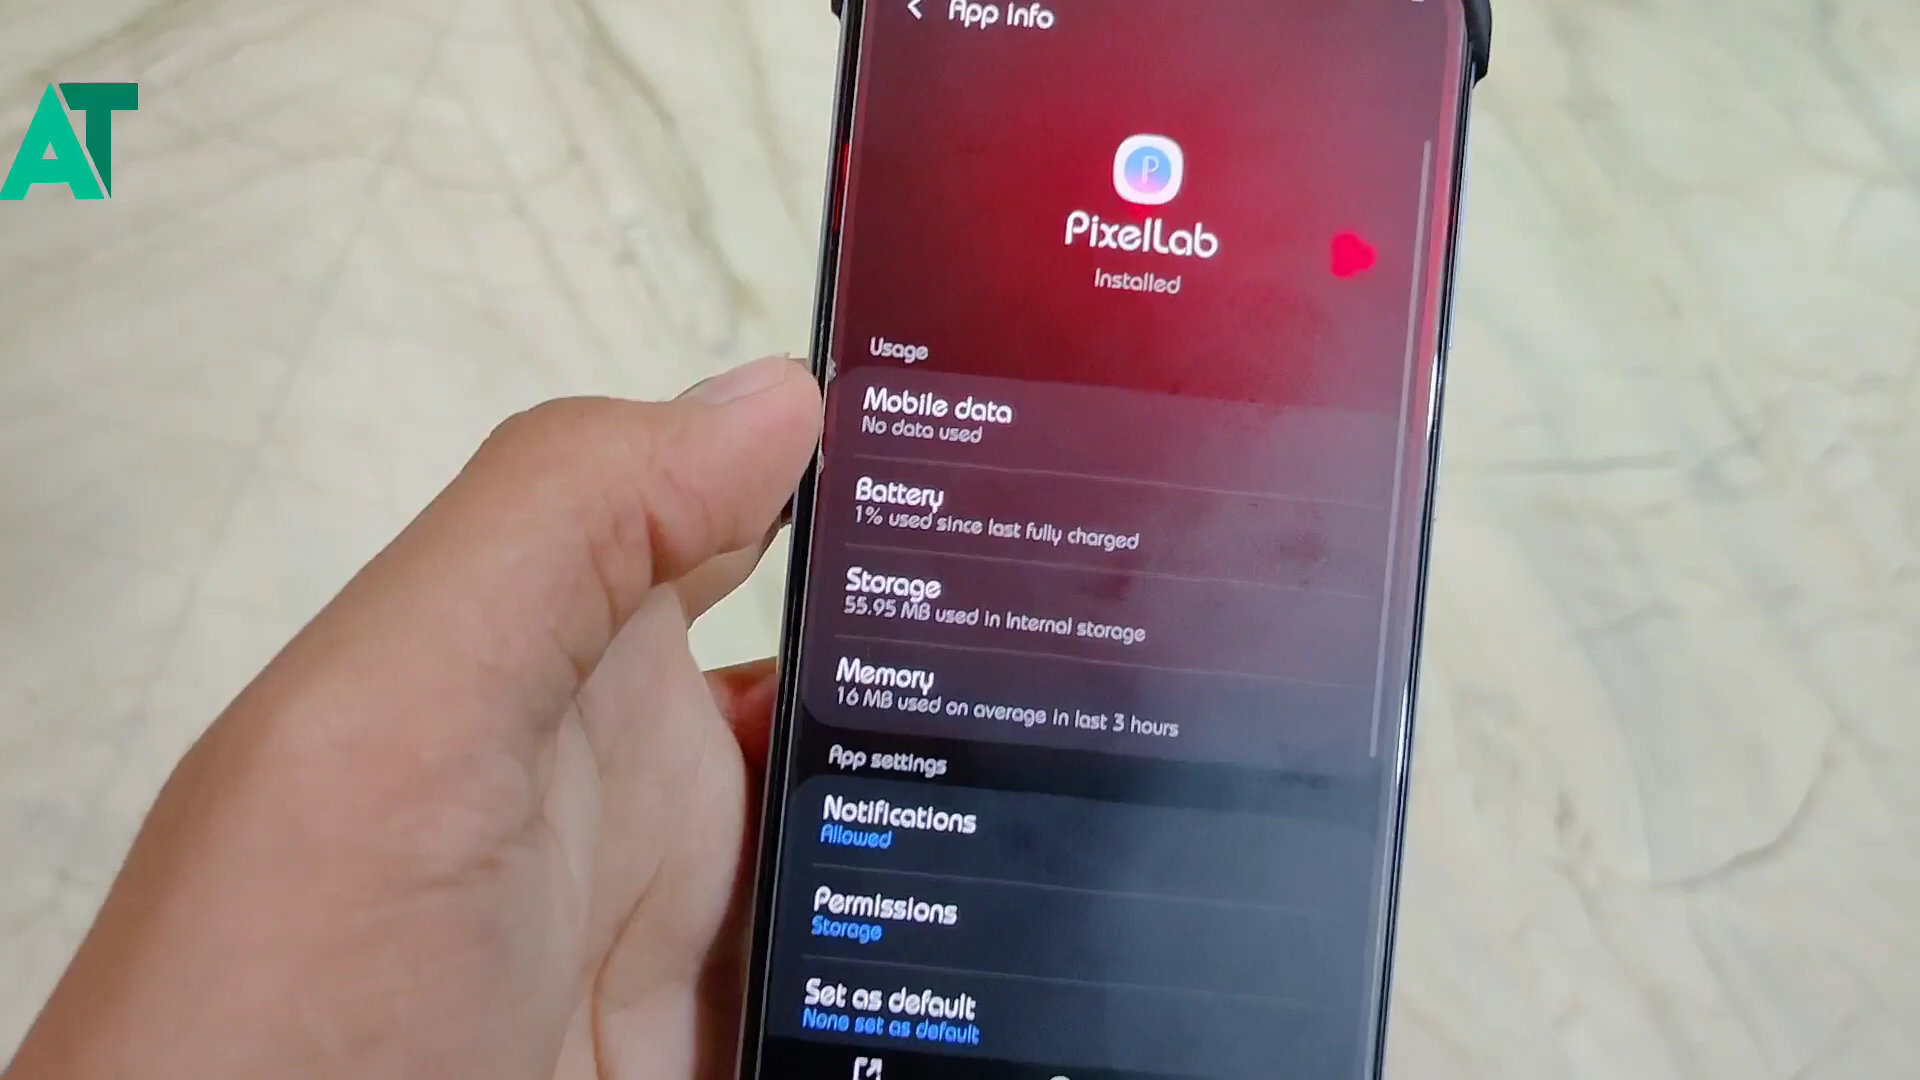 AT
App info
P
PixelLab
Installed
Usage
Mobile data
No data used
Battery
1% used since last fully charged
Storage
55.95 MB used in Internal storage
Memory
16 MB used on average in last 3 hours
App settings
Notifications
Allowed
Permissions
Storage
Set as default
None set as default